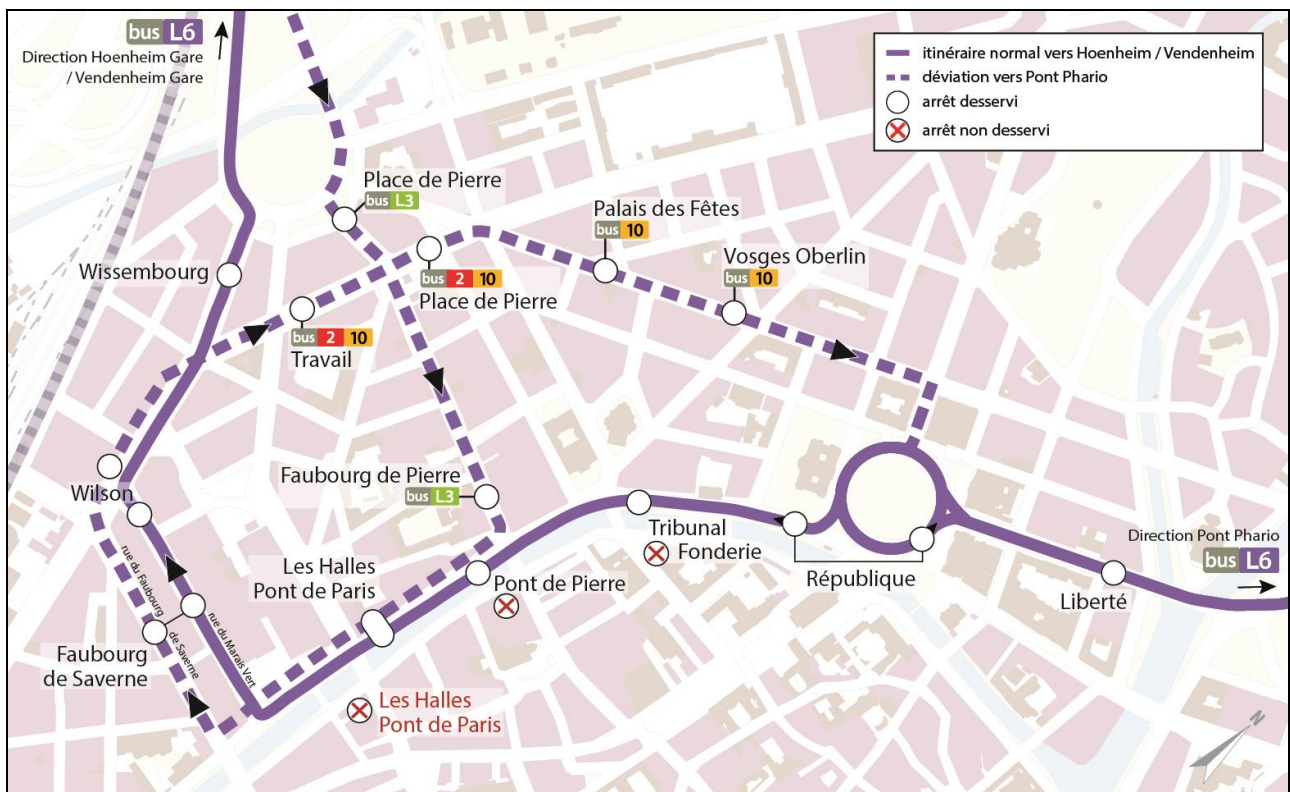 bus L6
Direction Hoenheim Gare
/ Vendenheim Gare
itinéraire normal vers Hoenheim / Vendenheim
déviation vers Pont Phario
arrêt desservi
arrêt non desservi
Place de Pierre
bus L3
Palais des Fêtes
bus 10
Vosges Oberlin
bus 10
Wissembourg
bus 2 10
Place de Pierre
bus 2 10
Travail
Faubourg de Pierre
bus L3
Wilson
Tribunal
Fonderie
République
Direction Pont Phario
bus L6
Liberté
Les Halles
Pont de Paris
Pont de Pierre
rue du Faubourg
de Saverne
rue du Marais Vert
Faubourg
de Saverne
Les Halles
Pont de Paris
N